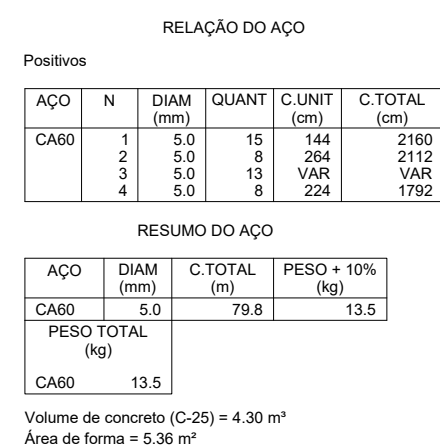 RELAÇÃO DO AÇO
Positivos
AÇO N DIAM QUANT C.UNIT C.TOTAL
(mm) (cm) (cm)
CA60 1 5.0 15 144 2160
2 5.0 8 264 2112
3 5.0 13 VAR VAR
4 5.0 8 224 1792
RESUMO DO AÇO
AÇO DIAM C.TOTAL PESO + 10%
(mm) (m) (kg)
CA60 5.0 79.8 13.5
PESO TOTAL
(kg)
CA60 13.5
Volume de concreto (C-25) = 4.30 m³
Área de forma = 5.36 m²